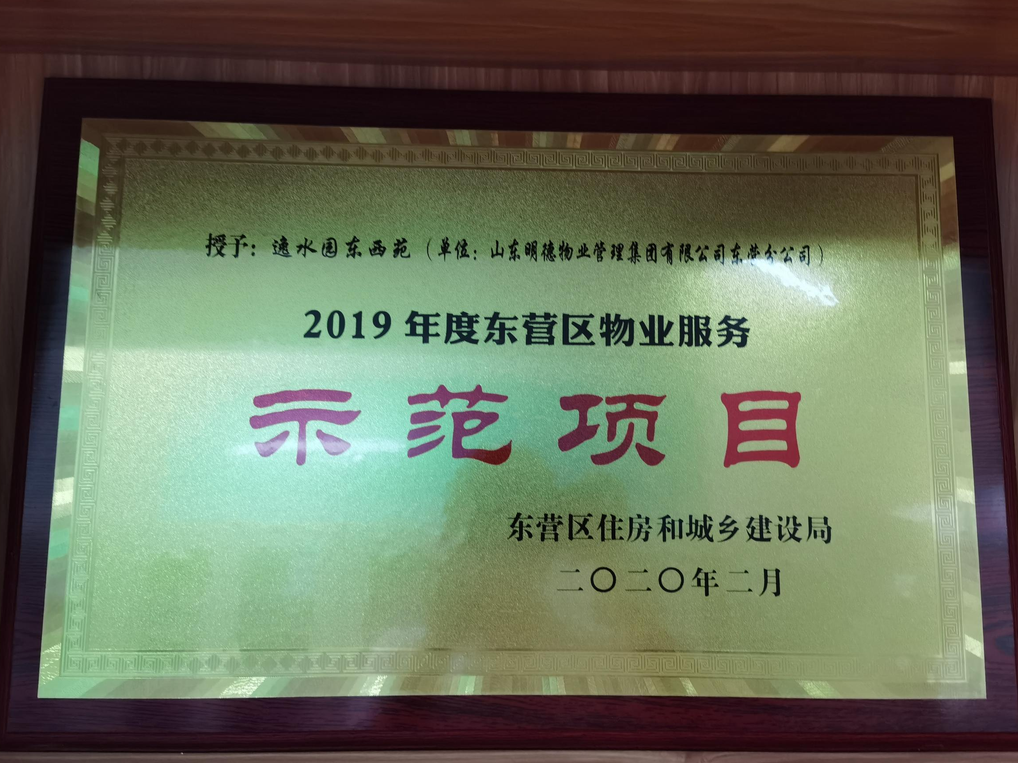 授予：逸水园东西苑（单位：山东明德物业管理集团有限公司东营分公司）
2019年度东营区物业服务
示范项目
东营区住房和城乡建设局
二〇二〇年二月